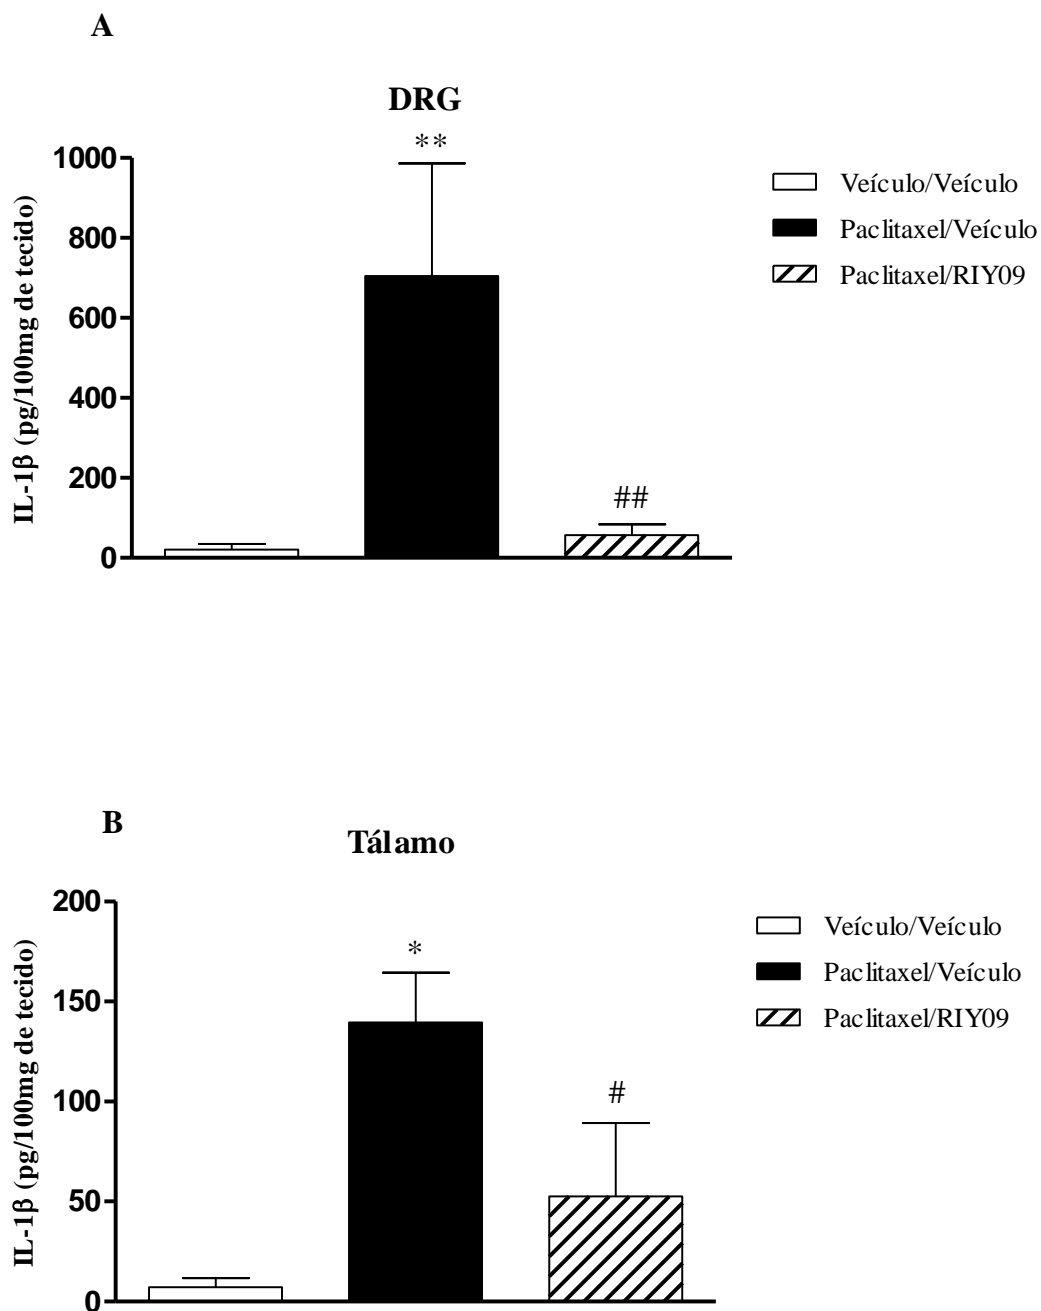 A
DRG
**
1000
800
600
400
200
0
IL-1β (pg/100mg de tecido)
##
Veículo/Veículo
Paclitaxel/Veículo
Paclitaxel/RIY09
B
Tálamo
200
150
100
50
0
IL-1β (pg/100mg de tecido)
*
#
Veículo/Veículo
Paclitaxel/Veículo
Paclitaxel/RIY09